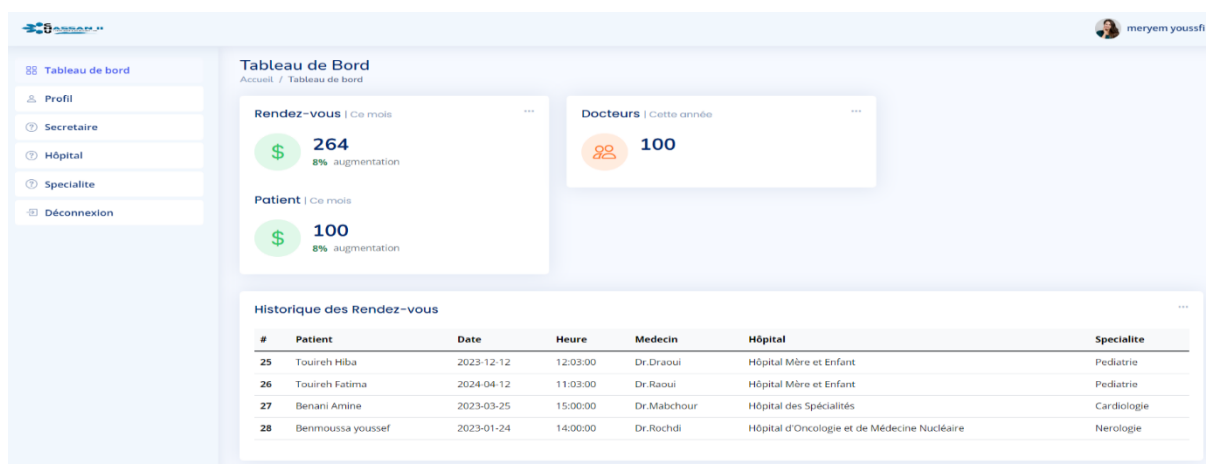 HASSAN II
meryem youssfi
Tableau de bord
Profil
Secretaire
Hôpital
Specialite
Déconnexion
Tableau de Bord
Accueil / Tableau de bord
Rendez-vous | Ce mois
$ 264
8% augmentation
Patient | Ce mois
$ 100
8% augmentation
Docteurs | Cette année
100
Historique des Rendez-vous
# Patient Date Heure Medecin Hôpital Specialite
25 Touireh Hiba 2023-12-12 12:03:00 Dr.Draoui Hôpital Mère et Enfant Pediatrie
26 Touireh Fatima 2024-04-12 11:03:00 Dr.Raoui Hôpital Mère et Enfant Pediatrie
27 Benani Amine 2023-03-25 15:00:00 Dr.Mabchour Hôpital des Spécialités Cardiologie
28 Benmoussa youssef 2023-01-24 14:00:00 Dr.Rochdi Hôpital d'Oncologie et de Médecine Nucléaire Nerologie